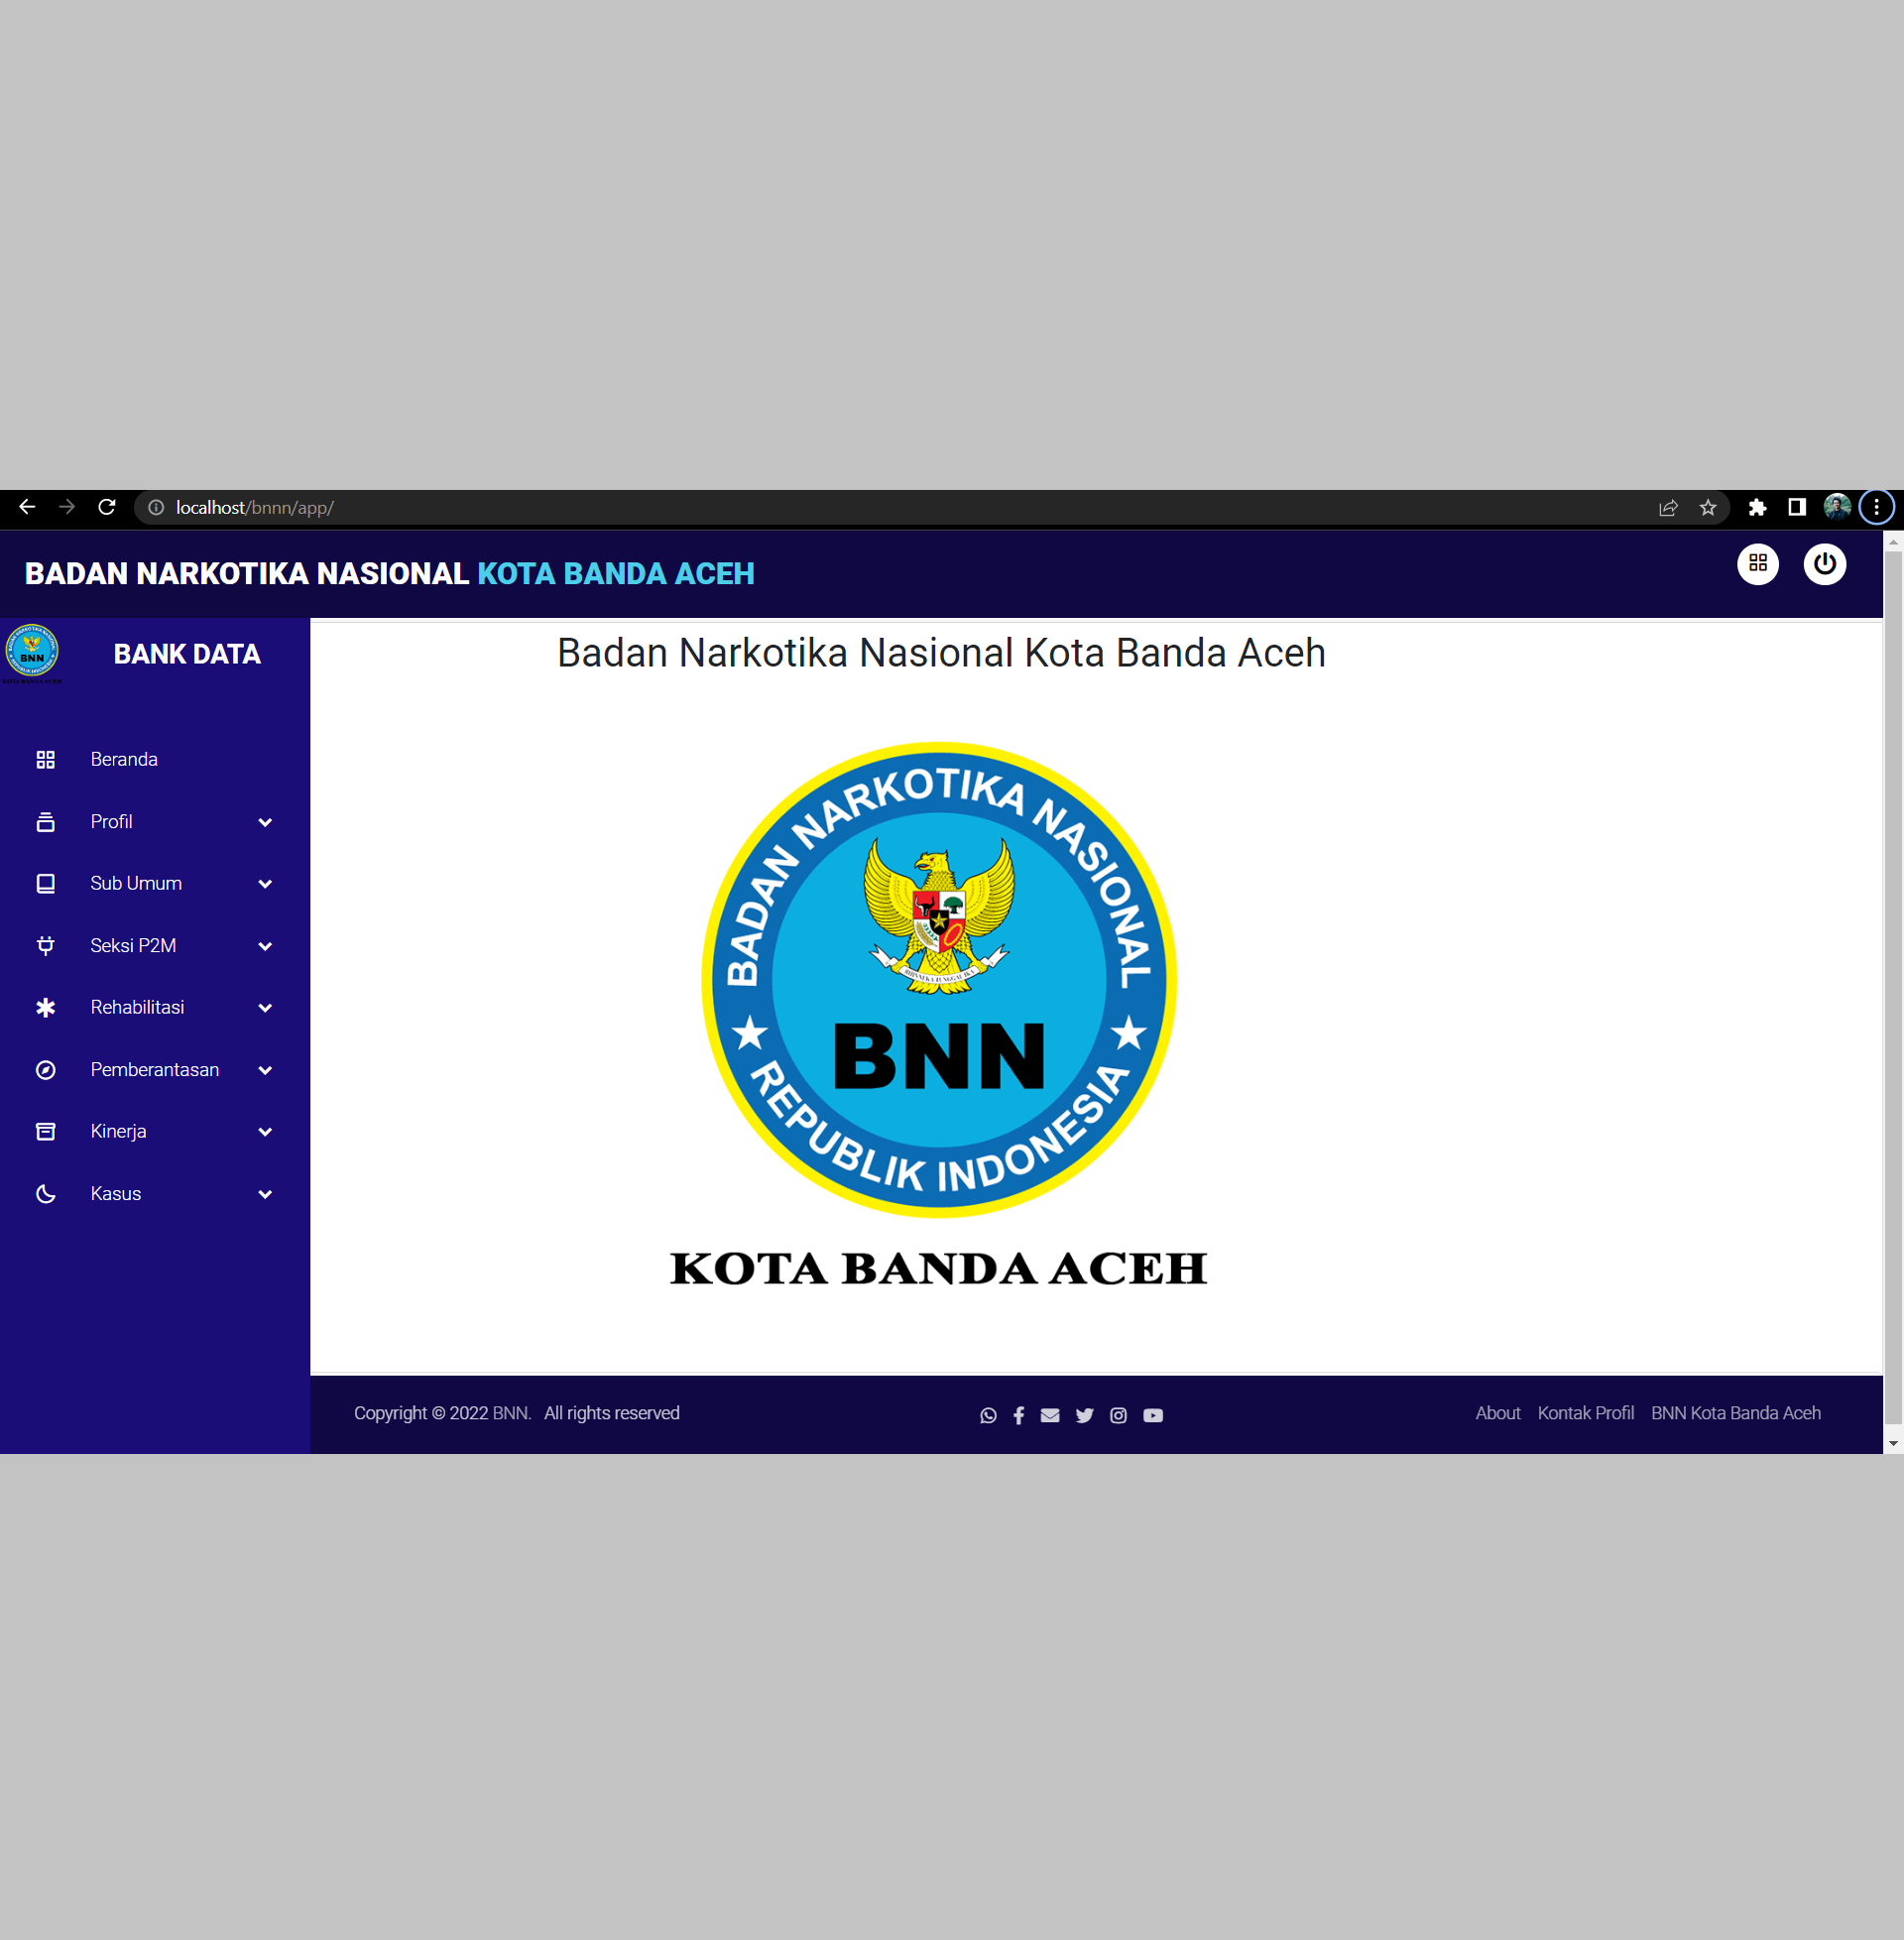 localhost/bnnn/app/
BADAN NARKOTIKA NASIONAL KOTA BANDA ACEH
BANK DATA
Beranda
Profil
Sub Umum
Seksi P2M
Rehabilitasi
Pemberantasan
Kinerja
Kasus
Badan Narkotika Nasional Kota Banda Aceh
BADAN NARKOTIKA NASIONAL
BHINNEKA TUNGGAL IKA
BNN
REPUBLIK INDONESIA
KOTA BANDA ACEH
Copyright © 2022 BNN. All rights reserved
About Kontak Profil BNN Kota Banda Aceh